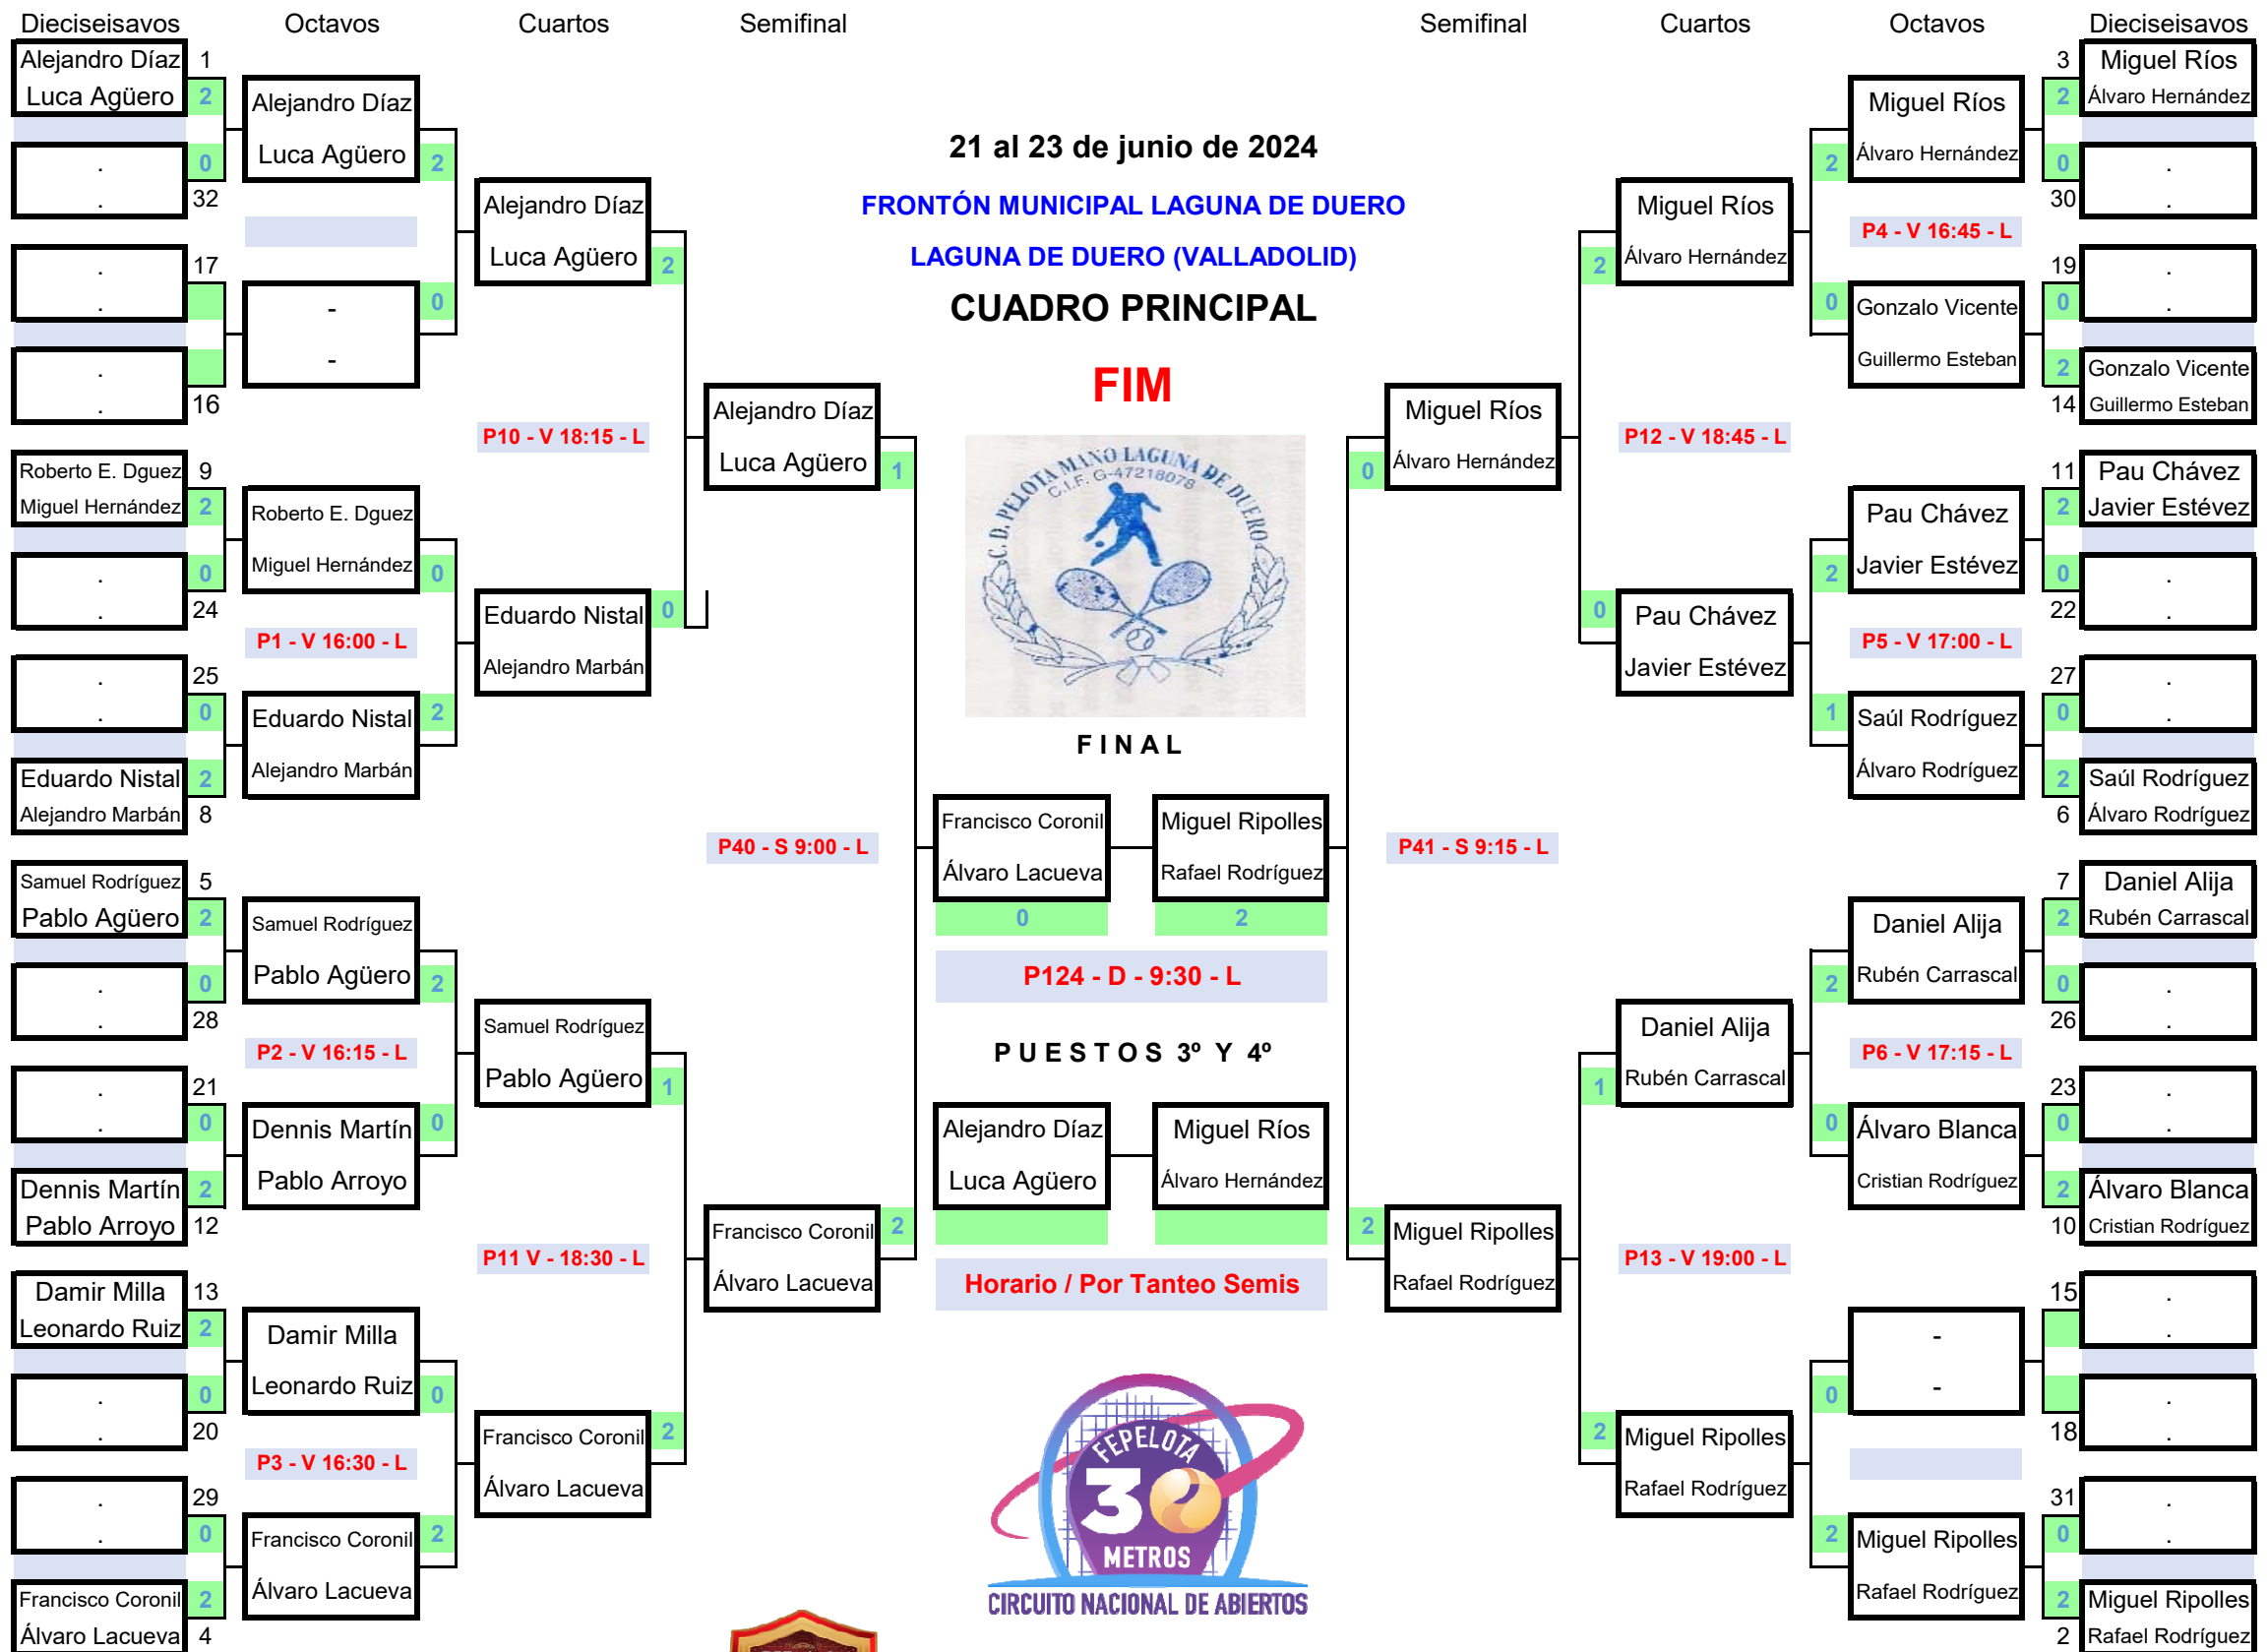 Dieciseisavos
Octavos
Cuartos
Semifinal
Semifinal
Cuartos
Octavos
Dieciseisavos
Alejandro Díaz 1
Luca Agüero 2
. 0
. 32
. 17
.
.
. 16
Roberto E. Dguez 9
Miguel Hernández 2
. 0
. 24
. 25
. 0
Eduardo Nistal 2
Alejandro Marbán 8
Samuel Rodríguez 5
Pablo Agüero 2
. 0
. 28
. 21
. 0
Dennis Martín 2
Pablo Arroyo 12
Damir Milla 13
Leonardo Ruiz 2
. 0
. 20
. 29
. 0
Francisco Coronil 2
Álvaro Lacueva 4
Alejandro Díaz
Luca Agüero 2
- 0
-
Roberto E. Dguez
Miguel Hernández 0
P1 - V 16:00 - L
Eduardo Nistal 2
Alejandro Marbán
Samuel Rodríguez
Pablo Agüero 2
P2 - V 16:15 - L
Dennis Martín 0
Pablo Arroyo
Damir Milla
Leonardo Ruiz 0
P3 - V 16:30 - L
Francisco Coronil 2
Álvaro Lacueva
Alejandro Díaz
Luca Agüero 2
P10 - V 18:15 - L
Eduardo Nistal 0
Alejandro Marbán
Samuel Rodríguez
Pablo Agüero 1
P11 V - 18:30 - L
Francisco Coronil 2
Álvaro Lacueva
Alejandro Díaz
Luca Agüero 1
P40 - S 9:00 - L
Francisco Coronil 2
Álvaro Lacueva
21 al 23 de junio de 2024
FRONTÓN MUNICIPAL LAGUNA DE DUERO
LAGUNA DE DUERO (VALLADOLID)
CUADRO PRINCIPAL
FIM
C.D. PELOTA MANO LAGUNA DE DUERO
C.I.F. G-47218078
F I N A L
Francisco Coronil
Álvaro Lacueva
0
Miguel Ripolles
Rafael Rodríguez
2
P124 - D - 9:30 - L
P U E S T O S 3º Y 4º
Alejandro Díaz
Luca Agüero
Miguel Ríos
Álvaro Hernández
Horario / Por Tanteo Semis
FEPELOTA
30
METROS
CIRCUITO NACIONAL DE ABIERTOS
Miguel Ríos
0 Álvaro Hernández
P41 - S 9:15 - L
2 Miguel Ripolles
Rafael Rodríguez
Miguel Ríos
2 Álvaro Hernández
P12 - V 18:45 - L
0 Pau Chávez
Javier Estévez
Daniel Alija
1 Rubén Carrascal
P13 - V 19:00 - L
2 Miguel Ripolles
Rafael Rodríguez
Miguel Ríos
2 Álvaro Hernández
P4 - V 16:45 - L
0 Gonzalo Vicente
Guillermo Esteban
Pau Chávez
2 Javier Estévez
P5 - V 17:00 - L
1 Saúl Rodríguez
Álvaro Rodríguez
Daniel Alija
2 Rubén Carrascal
P6 - V 17:15 - L
0 Álvaro Blanca
Cristian Rodríguez
-
0 -
2 Miguel Ripolles
Rafael Rodríguez
3 Miguel Ríos
2 Álvaro Hernández
0 .
30 .
19 .
0 .
2 Gonzalo Vicente
14 Guillermo Esteban
11 Pau Chávez
2 Javier Estévez
0 .
22 .
27 .
0 .
2 Saúl Rodríguez
6 Álvaro Rodríguez
7 Daniel Alija
2 Rubén Carrascal
0 .
26 .
23 .
0 .
2 Álvaro Blanca
10 Cristian Rodríguez
15 .
.
.
18 .
31 .
0 .
2 Miguel Ripolles
2 Rafael Rodríguez